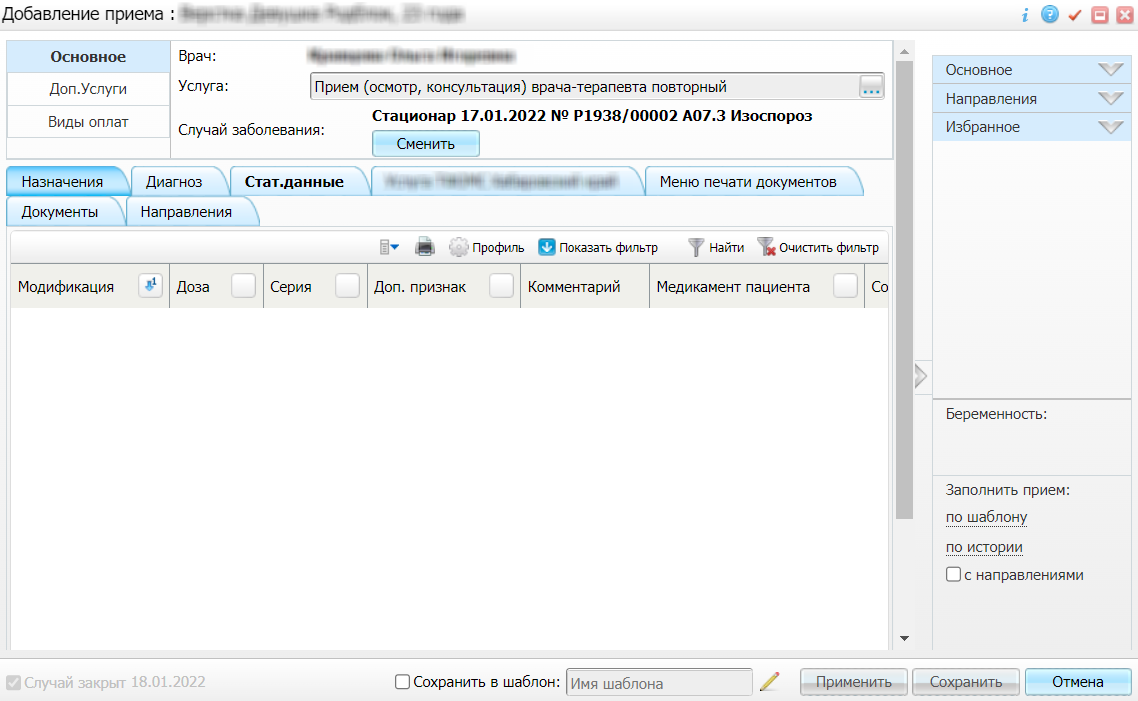 Добавление приема :
Основное
Доп.Услуги
Виды оплат
Врач:
Услуга: Прием (осмотр, консультация) врача-терапевта повторный ...
Случай заболевания: Стационар 17.01.2022 № Р1938/00002 А07.3 Изоспороз
Сменить
Назначения Диагноз Стат.данные Меню печати документов
Документы Направления
Профиль Показать фильтр Найти Очистить фильтр
Модификация 1 Доза Серия Доп. признак Комментарий Медикамент пациента Со
Основное
Направления
Избранное
Беременность:
Заполнить прием:
по шаблону
по истории
с направлениями
Случай закрыт 18.01.2022 Сохранить в шаблон: Имя шаблона Применить Сохранить Отмена